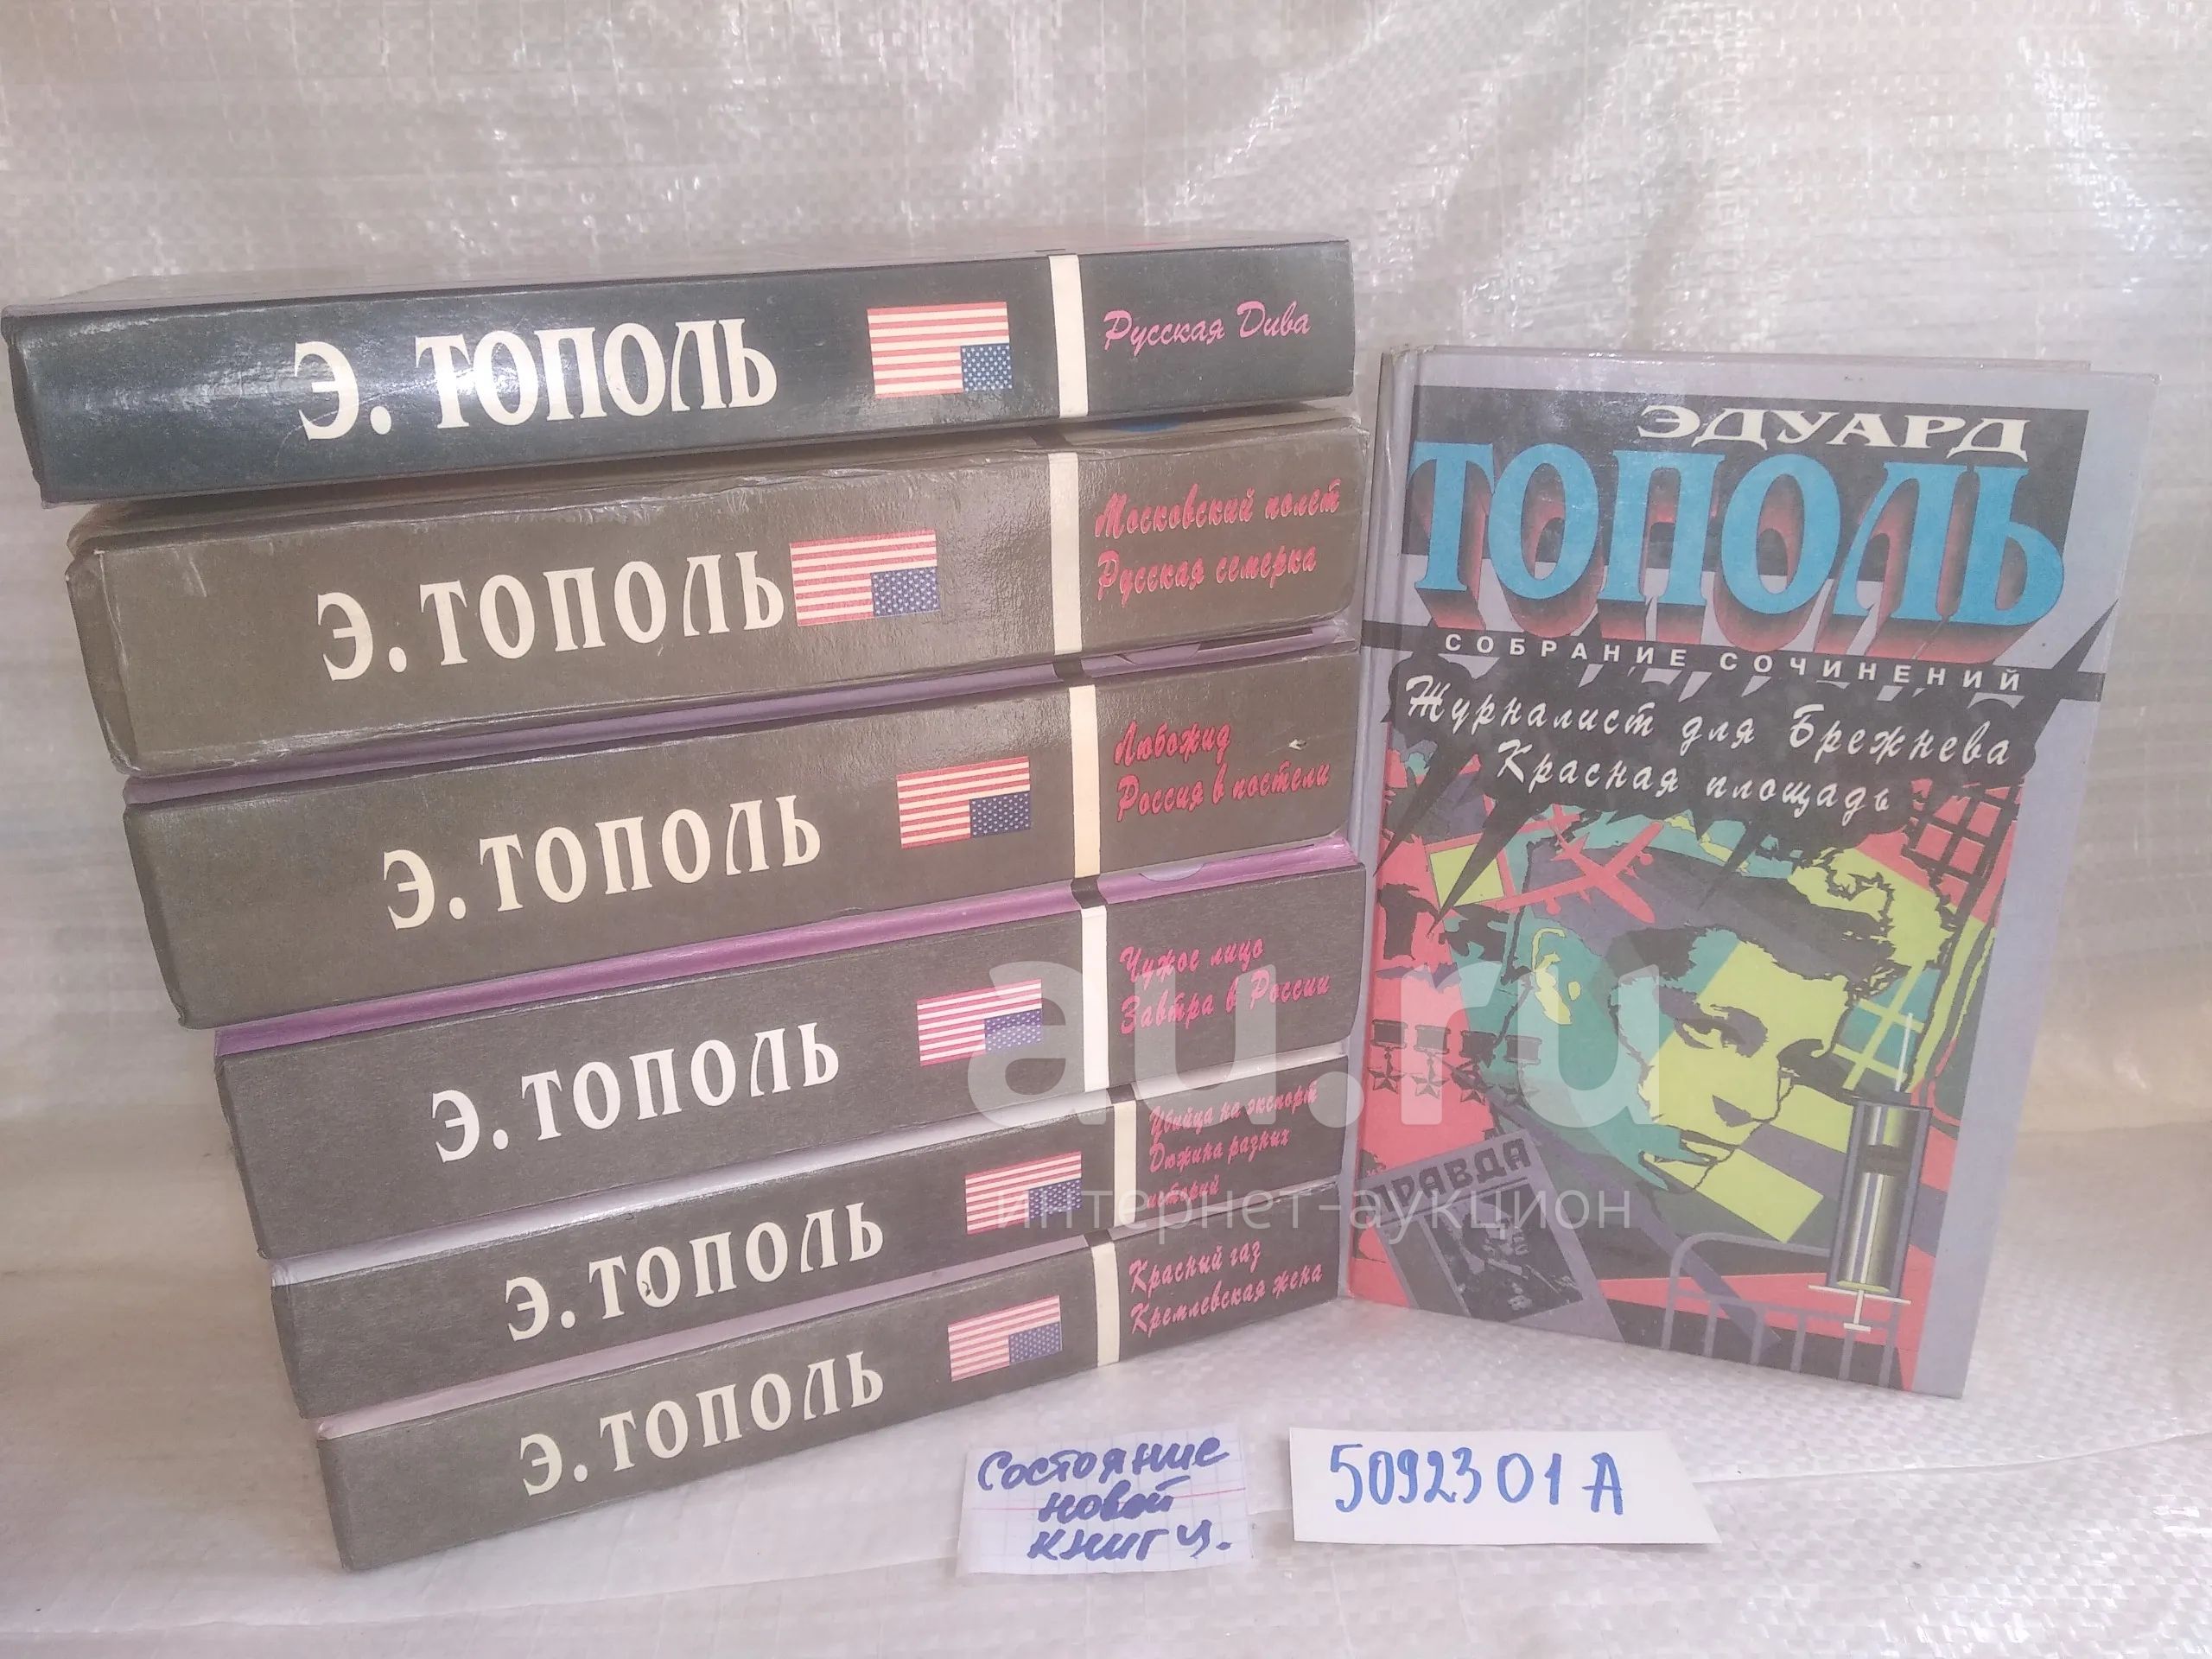 Э. ТОПОЛЬ
Русская Дива
Э. ТОПОЛЬ
Московский полет
Русская семерка
Э. ТОПОЛЬ
Любожид
Россия в постели
Э. ТОПОЛЬ
Чужое лицо
Завтра в России
Э. ТОПОЛЬ
Убийца на экспорт
Дюжина разных
историй
Э. ТОПОЛЬ
Красный газ
Кремлевская жена
ЭДУАРД
ТОПОЛЬ
СОБРАНИЕ СОЧИНЕНИЙ
Журналист для Брежнева
Красная площадь
ПРАВДА
au.ru
интернет-аукцион
Состояние
новой
книги.
5092301А